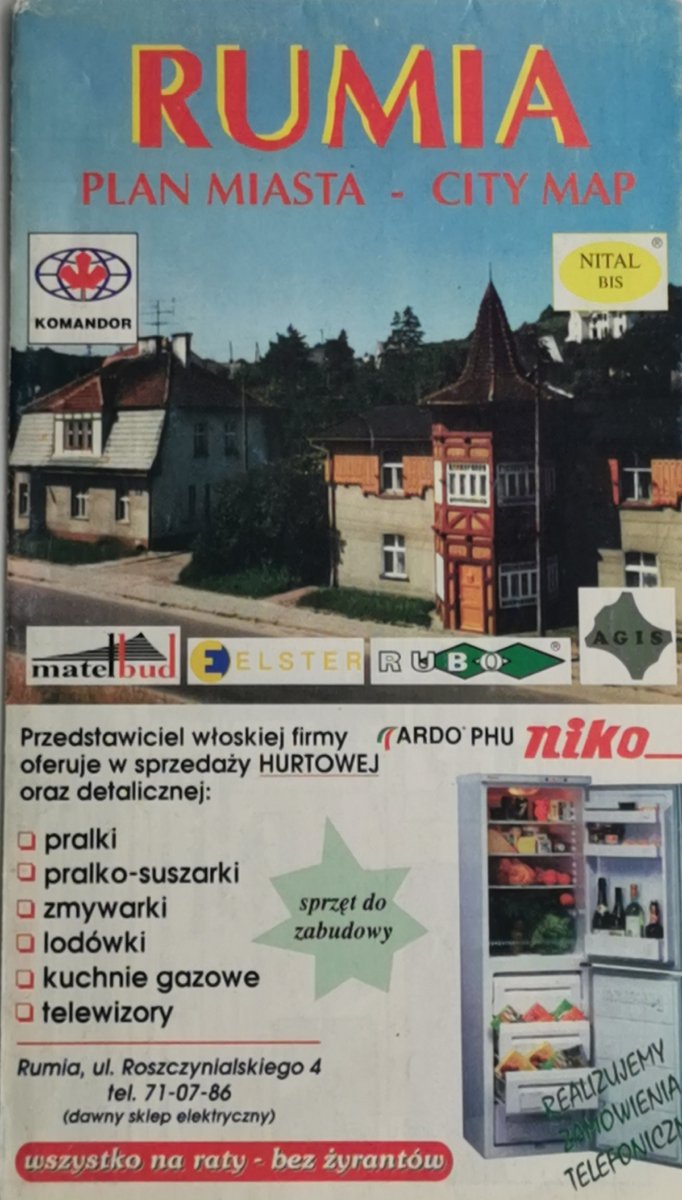 RUMIA
PLAN MIASTA - CITY MAP
KOMANDOR
NITAL ®
BIS
matelbud
E ELSTER
RUBO ®
AGIS
Przedstawiciel włoskiej firmy ARDO® PHU niko
oferuje w sprzedaży HURTOWEJ
oraz detalicznej:
pralki
pralko-suszarki
zmywarki
lodówki
kuchnie gazowe
telewizory
sprzęt do
zabudowy
Rumia, ul. Roszczynialskiego 4
tel. 71-07-86
(dawny sklep elektryczny)
wszystko na raty - bez żyrantów
REALIZUJEMY
ZAMÓWIENIA
TELEFONICZN